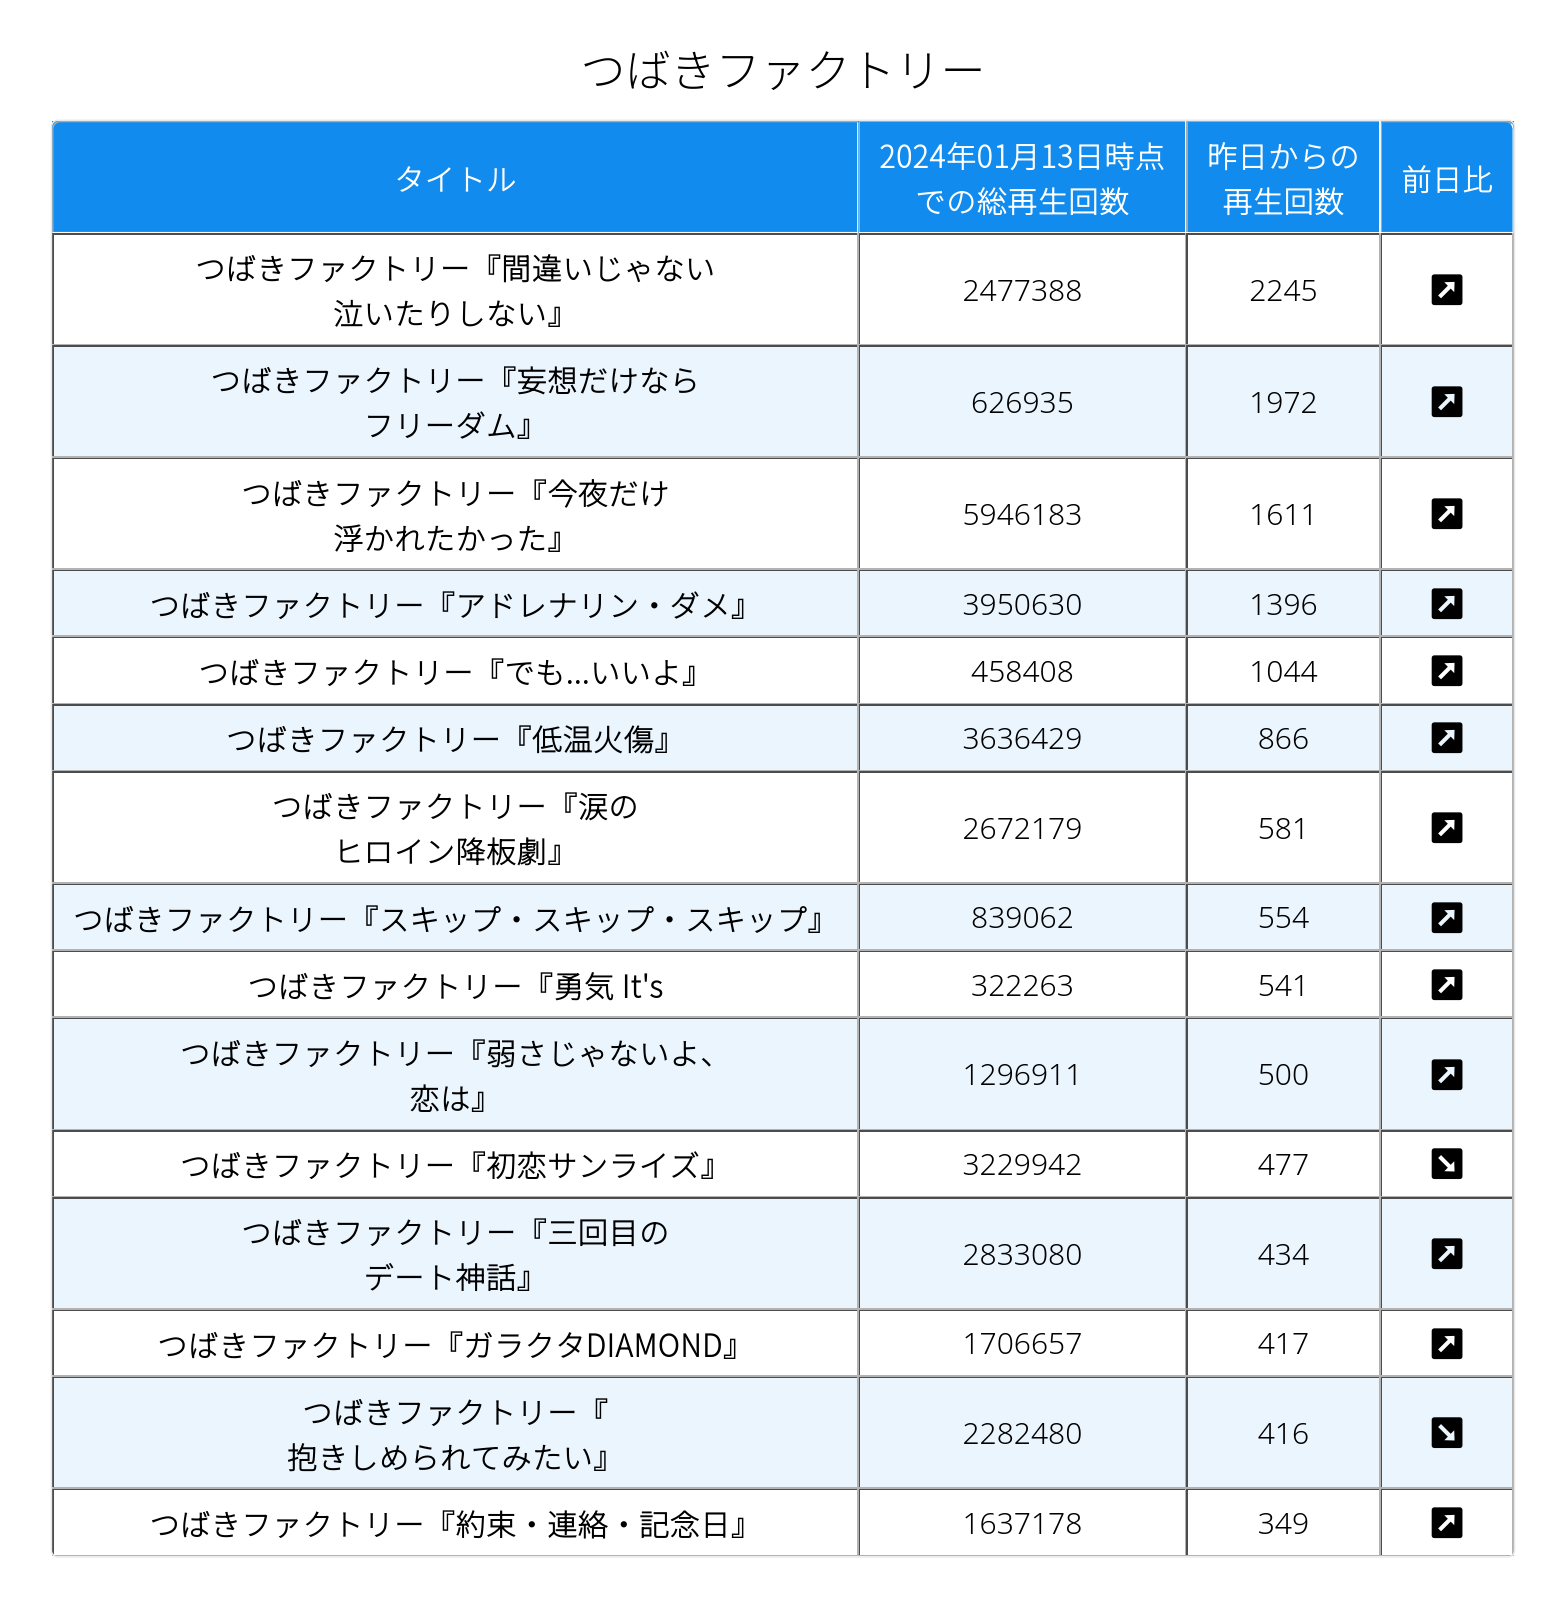 つばきファクトリー
タイトル
2024年01月13日時点
での総再生回数
昨日からの
再生回数
前日比
つばきファクトリー『間違いじゃない
泣いたりしない』
2477388
2245
つばきファクトリー『妄想だけなら
フリーダム』
626935
1972
つばきファクトリー『今夜だけ
浮かれたかった』
5946183
1611
つばきファクトリー『アドレナリン・ダメ』
3950630
1396
つばきファクトリー『でも...いいよ』
458408
1044
つばきファクトリー『低温火傷』
3636429
866
つばきファクトリー『涙の
ヒロイン降板劇』
2672179
581
つばきファクトリー『スキップ・スキップ・スキップ』
839062
554
つばきファクトリー『勇気 It's
322263
541
つばきファクトリー『弱さじゃないよ、
恋は』
1296911
500
つばきファクトリー『初恋サンライズ』
3229942
477
つばきファクトリー『三回目の
デート神話』
2833080
434
つばきファクトリー『ガラクタDIAMOND』
1706657
417
つばきファクトリー『
抱きしめられてみたい』
2282480
416
つばきファクトリー『約束・連絡・記念日』
1637178
349